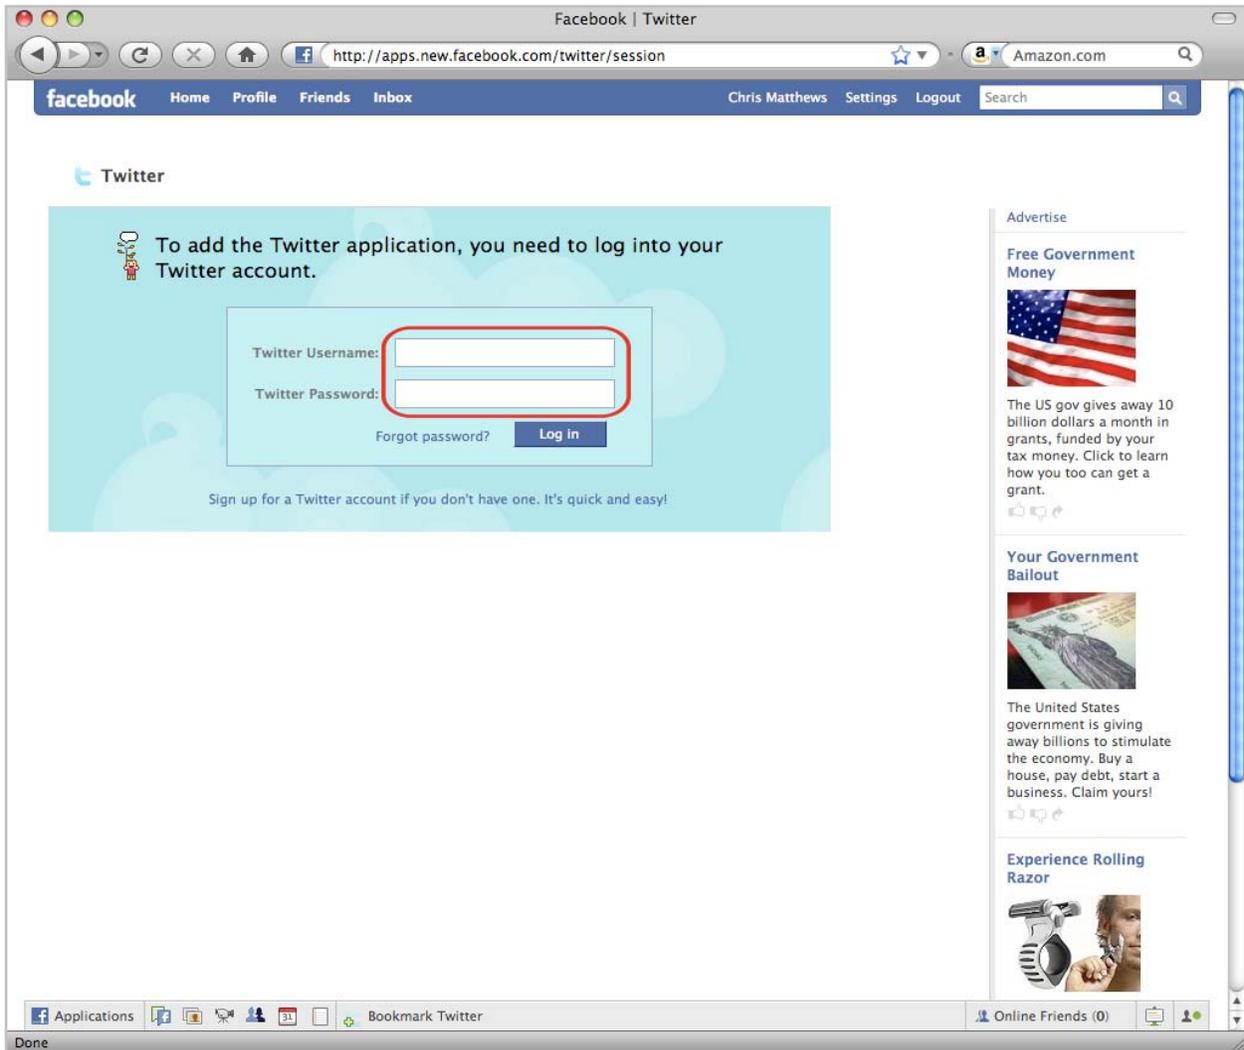 Facebook | Twitter
http://apps.new.facebook.com/twitter/session
a
Amazon.com
facebook Home Profile Friends Inbox Chris Matthews Settings Logout Search
Twitter
To add the Twitter application, you need to log into your
Twitter account.
Twitter Username:
Twitter Password:
Forgot password? Log in
Sign up for a Twitter account if you don't have one. It's quick and easy!
Advertise
Free Government
Money
The US gov gives away 10
billion dollars a month in
grants, funded by your
tax money. Click to learn
how you too can get a
grant.
Your Government
Bailout
The United States
government is giving
away billions to stimulate
the economy. Buy a
house, pay debt, start a
business. Claim yours!
Experience Rolling
Razor
Applications 31 Bookmark Twitter Online Friends (0)
Done